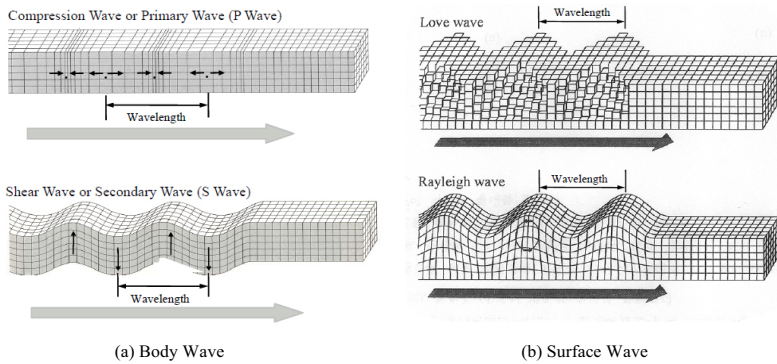 Compression Wave or Primary Wave (P Wave)
Wavelength
Shear Wave or Secondary Wave (S Wave)
Wavelength
(a) Body Wave
Love wave
Wavelength
Rayleigh wave
Wavelength
(b) Surface Wave